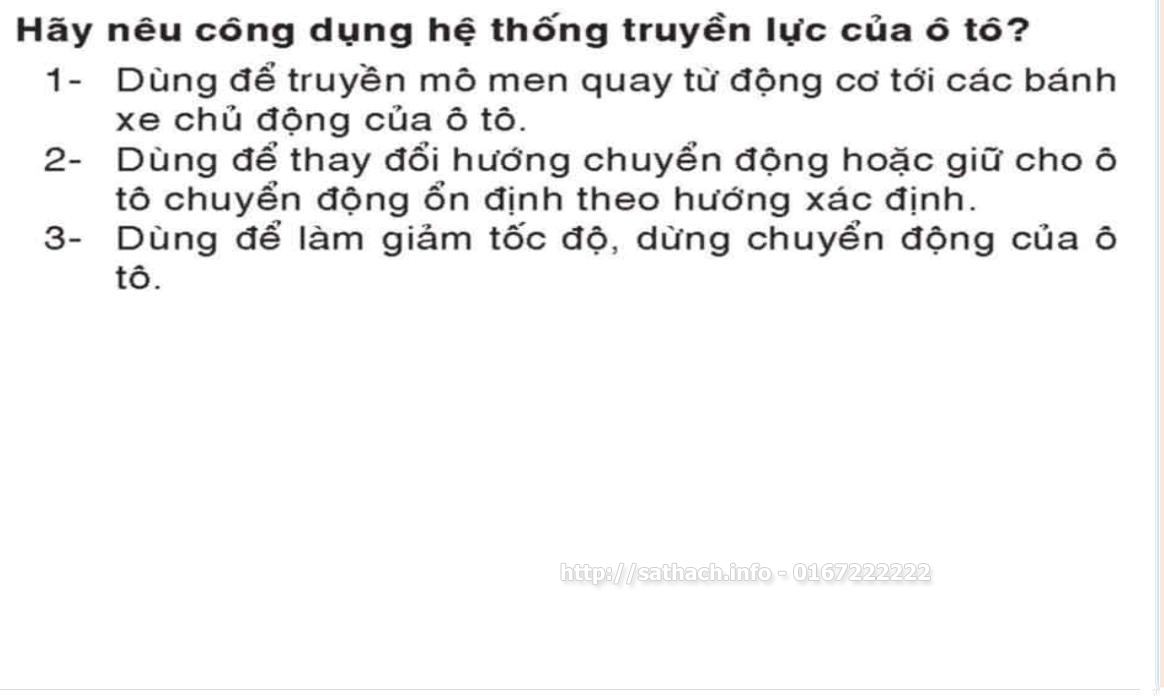 Hãy nêu công dụng hệ thống truyền lực của ô tô?
1- Dùng để truyền mô men quay từ động cơ tới các bánh
xe chủ động của ô tô.
2- Dùng để thay đổi hướng chuyển động hoặc giữ cho ô
tô chuyển động ổn định theo hướng xác định.
3- Dùng để làm giảm tốc độ, dừng chuyển động của ô
tô.
http://sathach.info - 0167222222